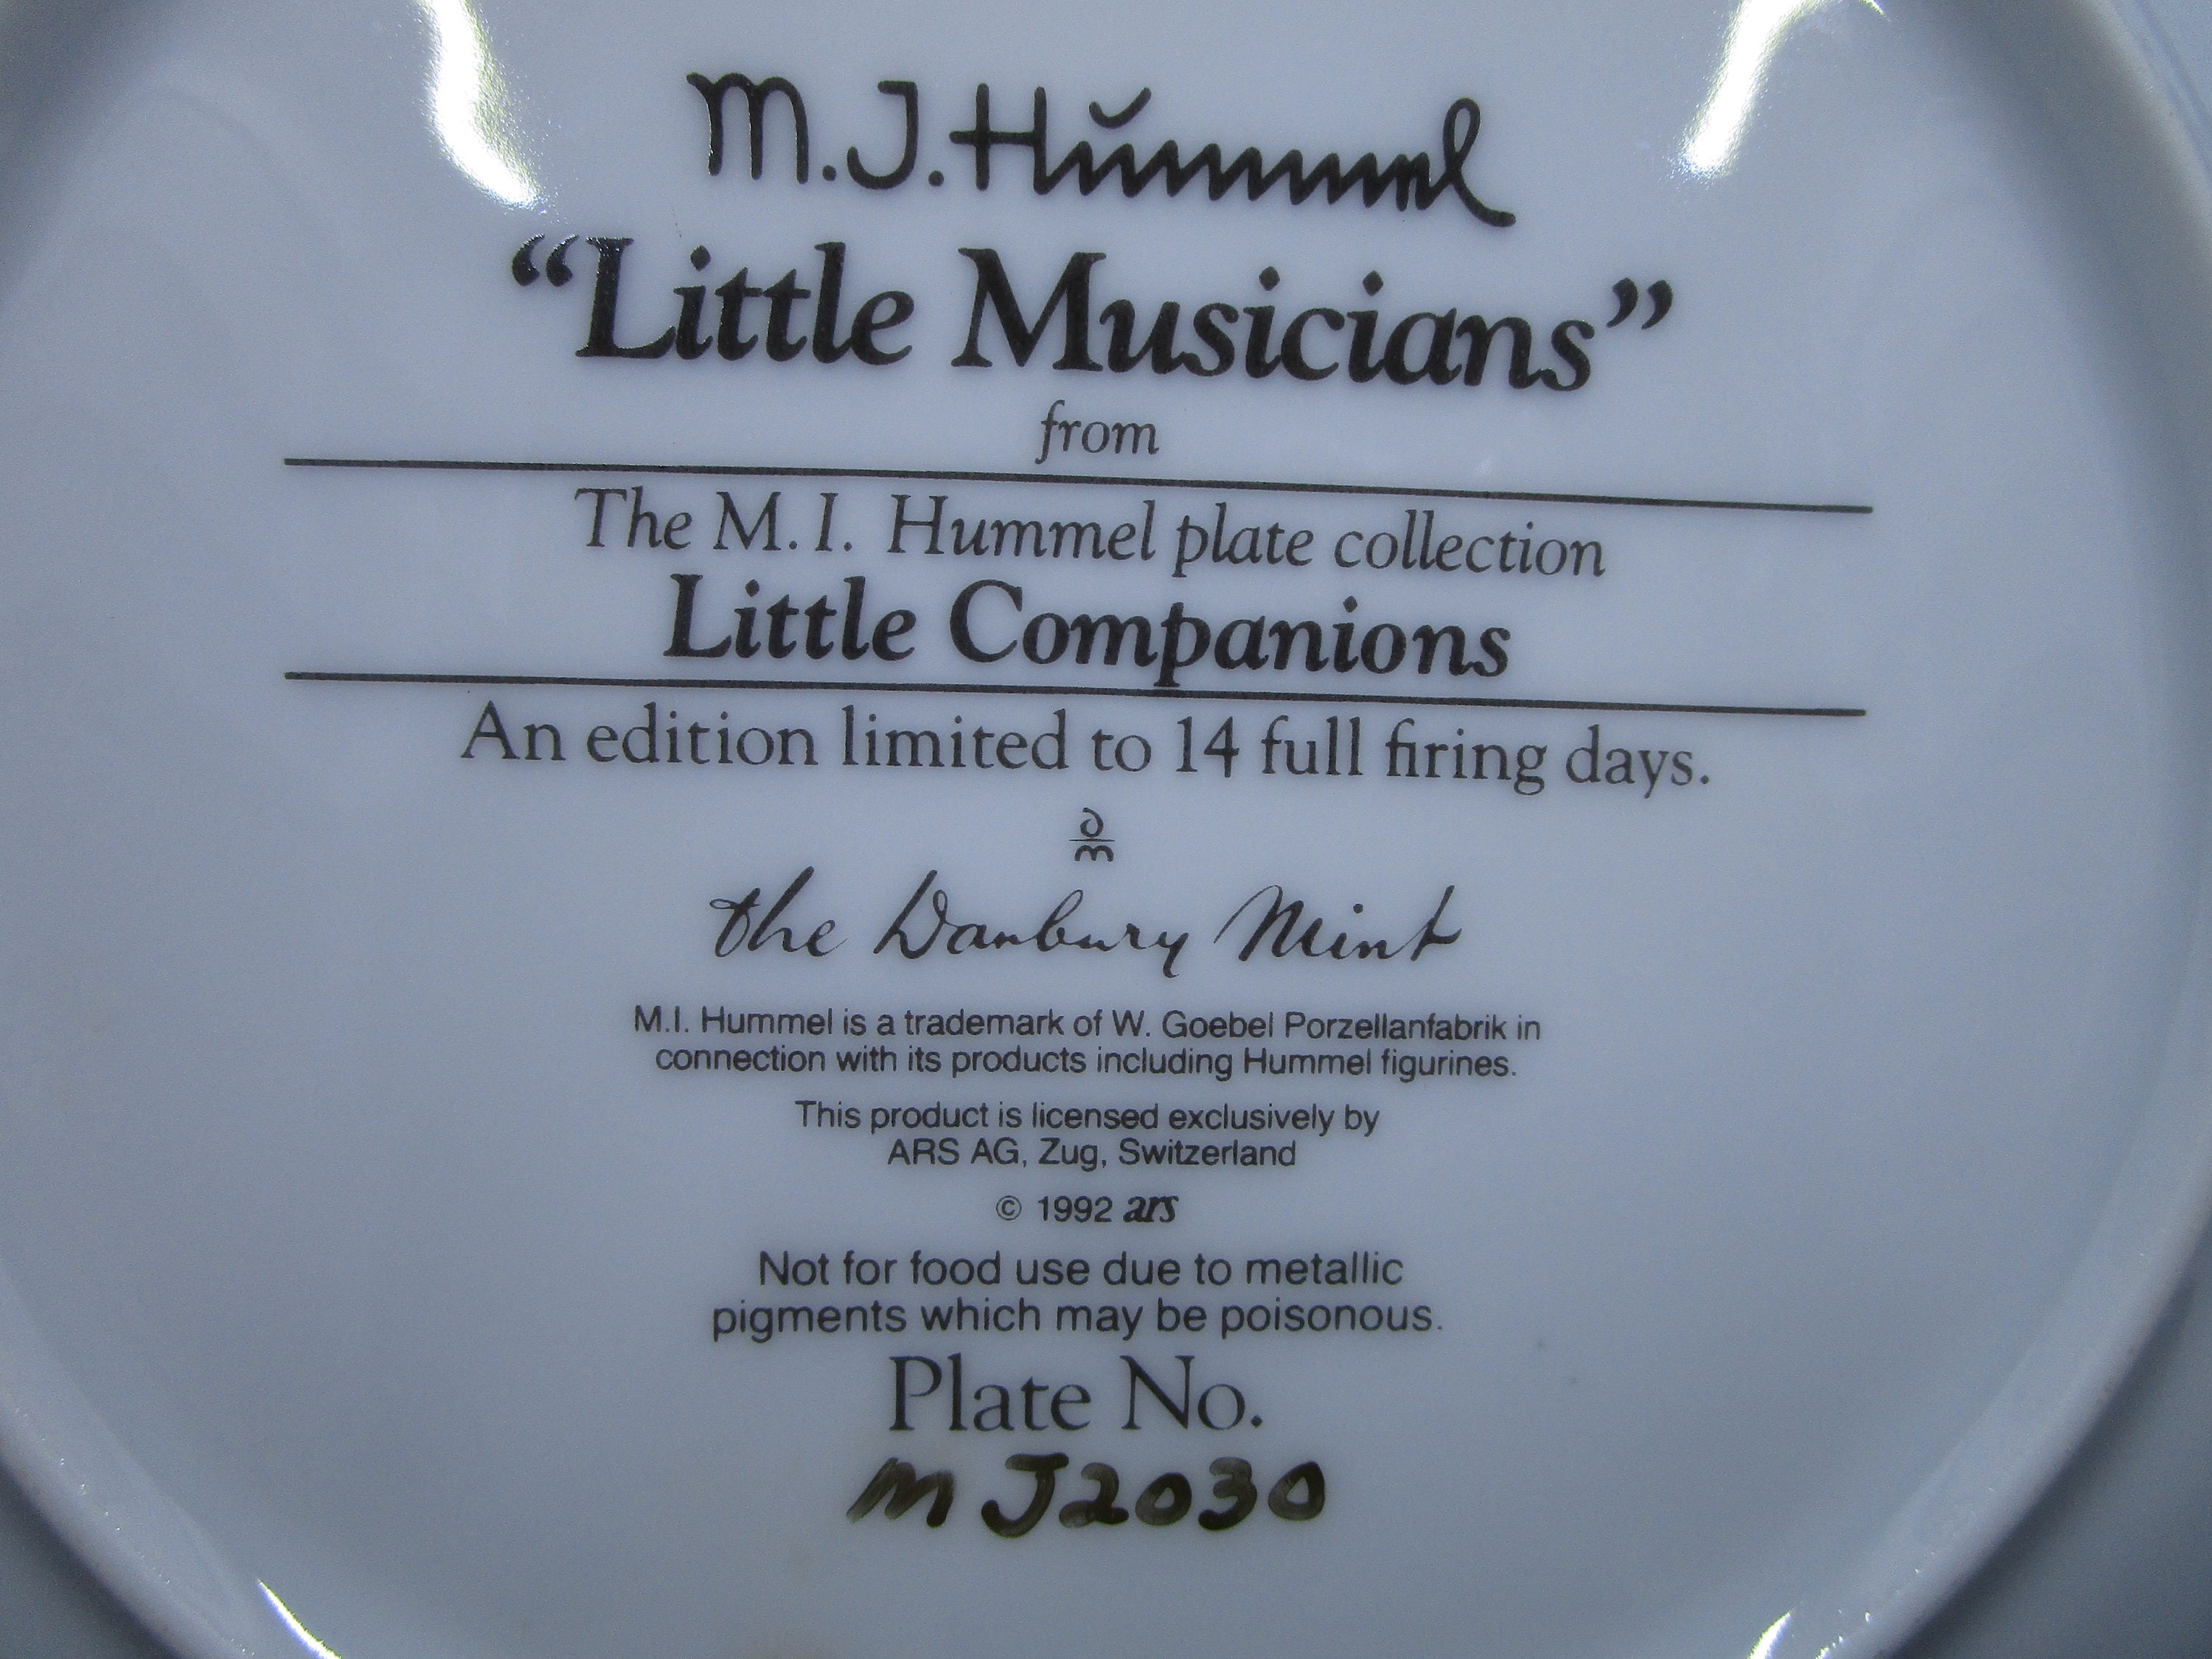 M.J.Hummel
“Little Musicians”
from
The M. I. Hummel plate collection
Little Companions
An edition limited to 14 full firing days.
dm
the Danbury Mint
M.I. Hummel is a trademark of W. Goebel Porzellanfabrik in
connection with its products including Hummel figurines.
This product is licensed exclusively by
ARS AG, Zug, Switzerland
© 1992 ars
Not for food use due to metallic
pigments which may be poisonous.
Plate No.
MJ2030